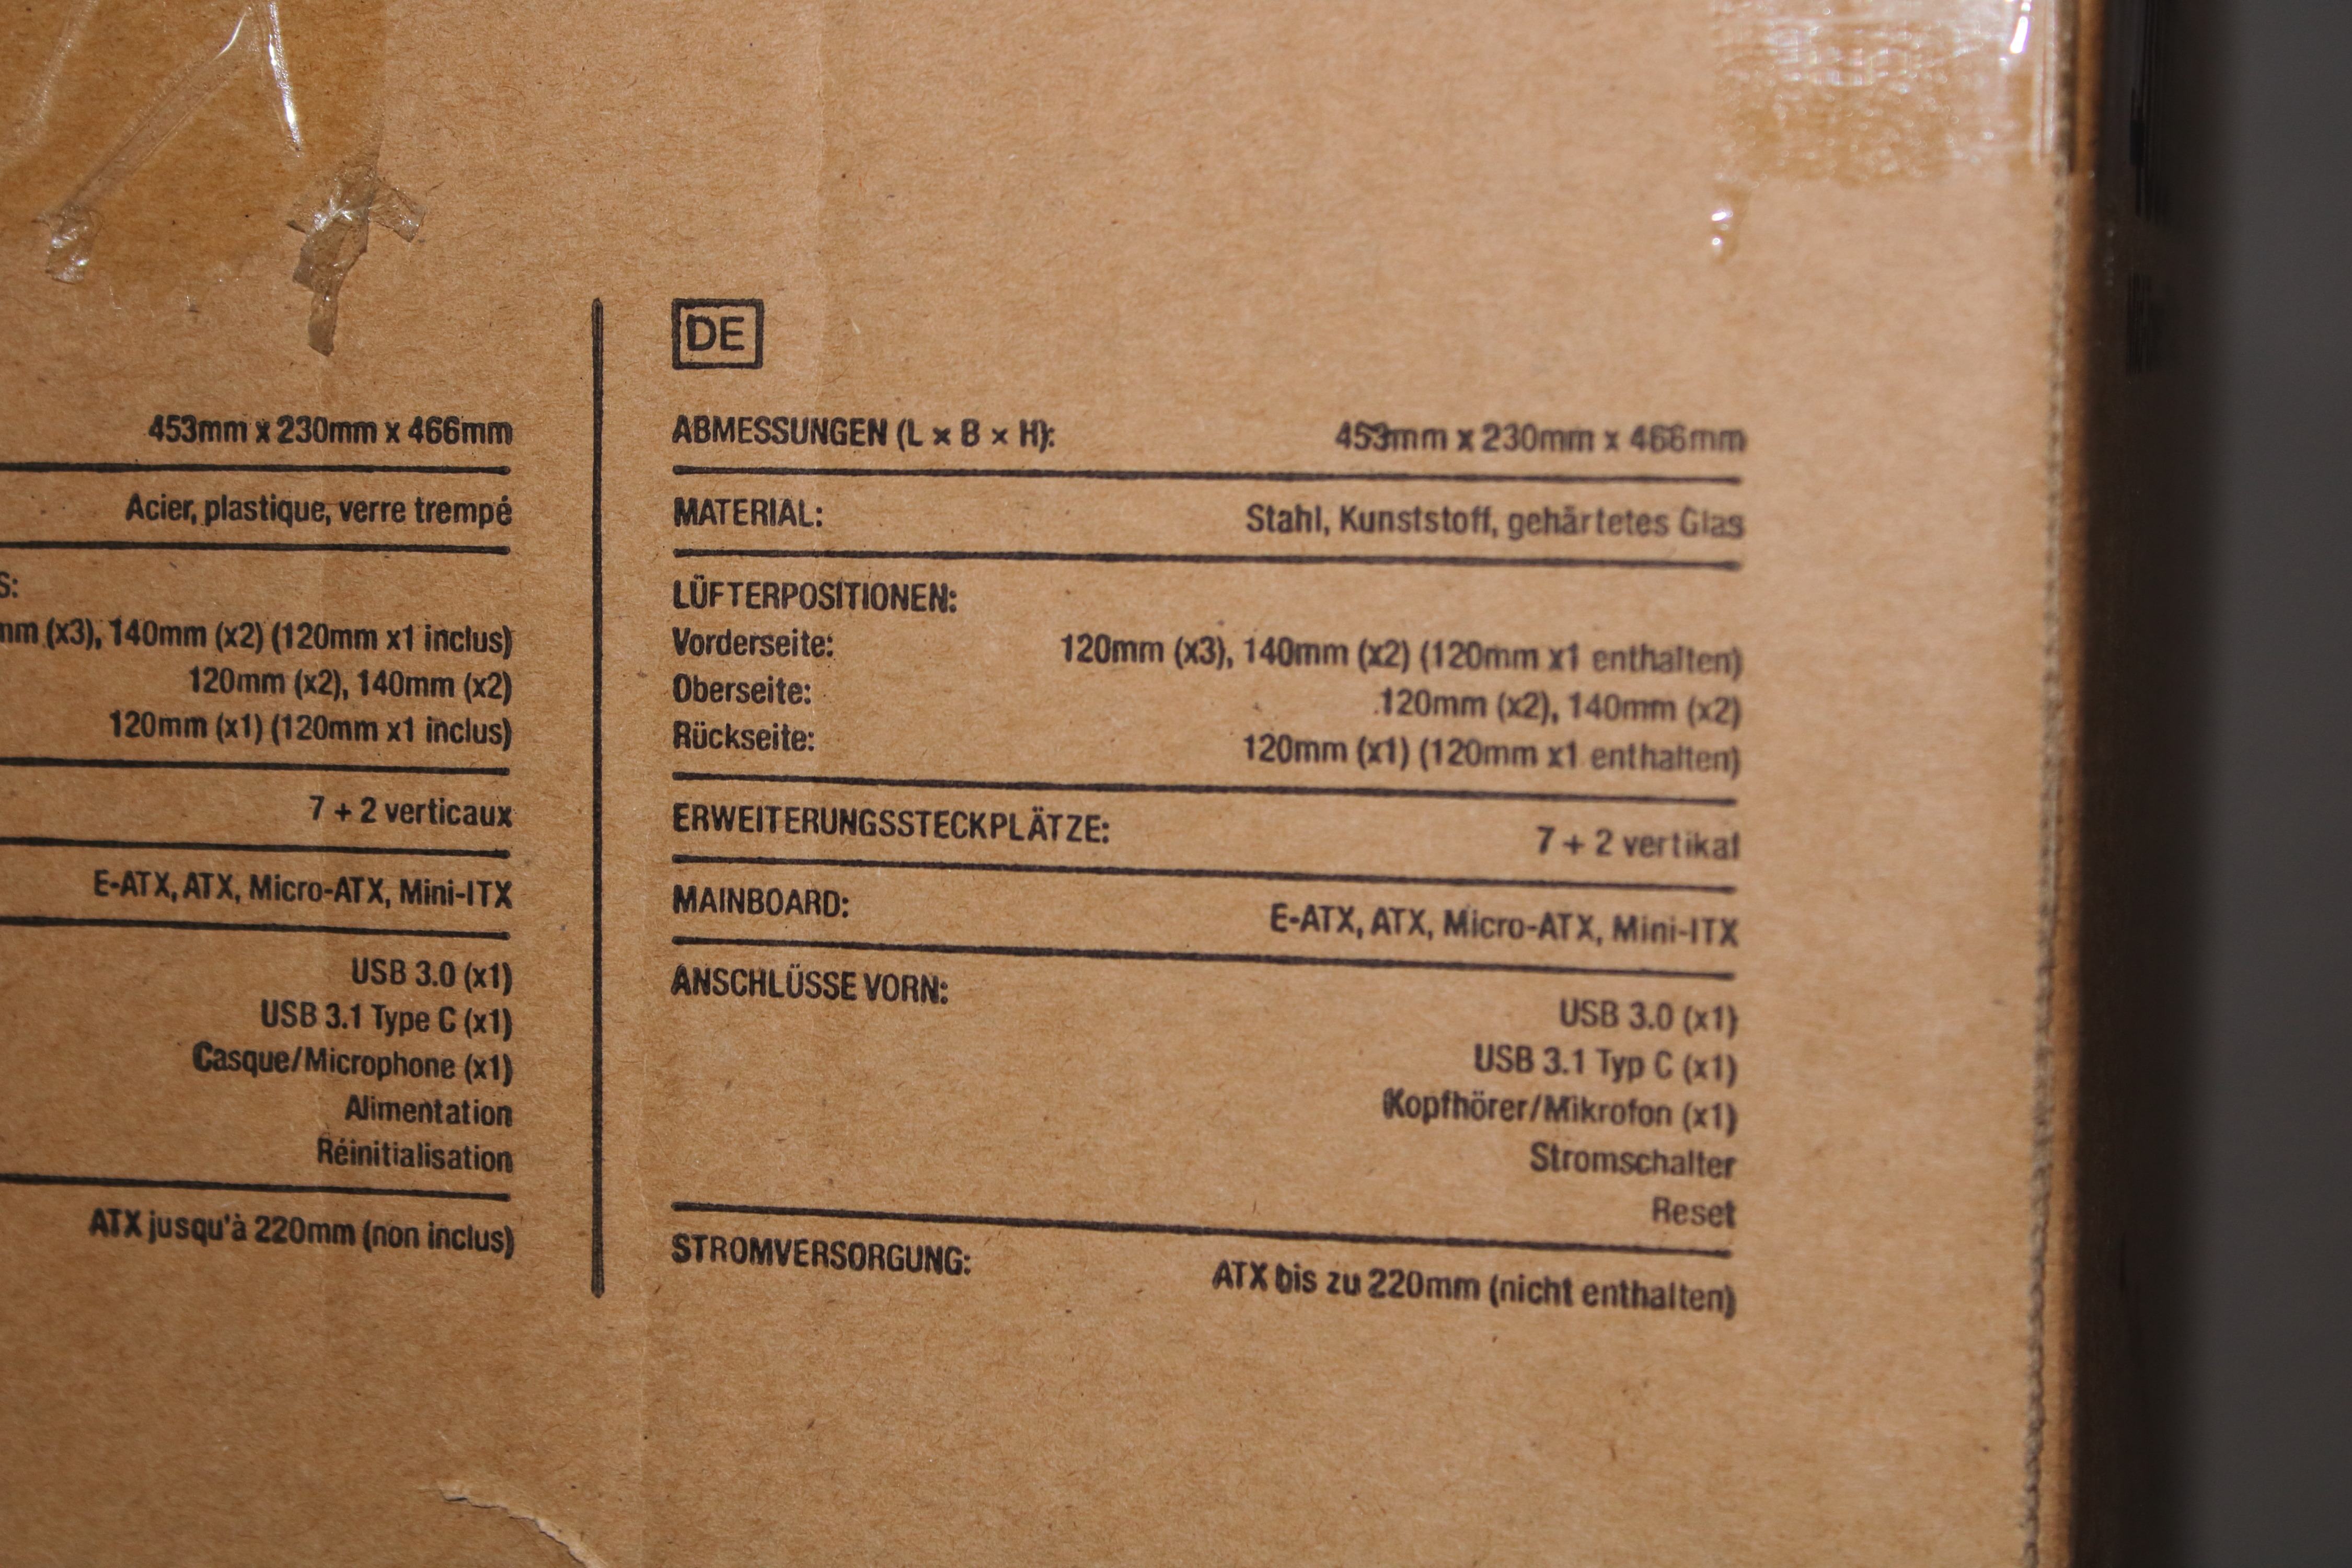 453mm x 230mm x 466mm
Acier, plastique, verre trempé
S:
mm (x3), 140mm (x2) (120mm x1 inclus)
120mm (x2), 140mm (x2)
120mm (x1) (120mm x1 inclus)
7 + 2 verticaux
E-ATX, ATX, Micro-ATX, Mini-ITX
USB 3.0 (x1)
USB 3.1 Type C (x1)
Casque/Microphone (x1)
Alimentation
Réinitialisation
ATX jusqu'à 220mm (non inclus)
DE
ABMESSUNGEN (L × B × H): 453mm x 230mm x 466mm
MATERIAL: Stahl, Kunststoff, gehärtetes Glas
LÜFTERPOSITIONEN:
Vorderseite: 120mm (x3), 140mm (x2) (120mm x1 enthalten)
Oberseite: 120mm (x2), 140mm (x2)
Rückseite: 120mm (x1) (120mm x1 enthalten)
ERWEITERUNGSSTECKPLÄTZE: 7 + 2 vertikal
MAINBOARD: E-ATX, ATX, Micro-ATX, Mini-ITX
ANSCHLÜSSE VORN: USB 3.0 (x1)
USB 3.1 Typ C (x1)
Kopfhörer/Mikrofon (x1)
Stromschalter
Reset
STROMVERSORGUNG: ATX bis zu 220mm (nicht enthalten)